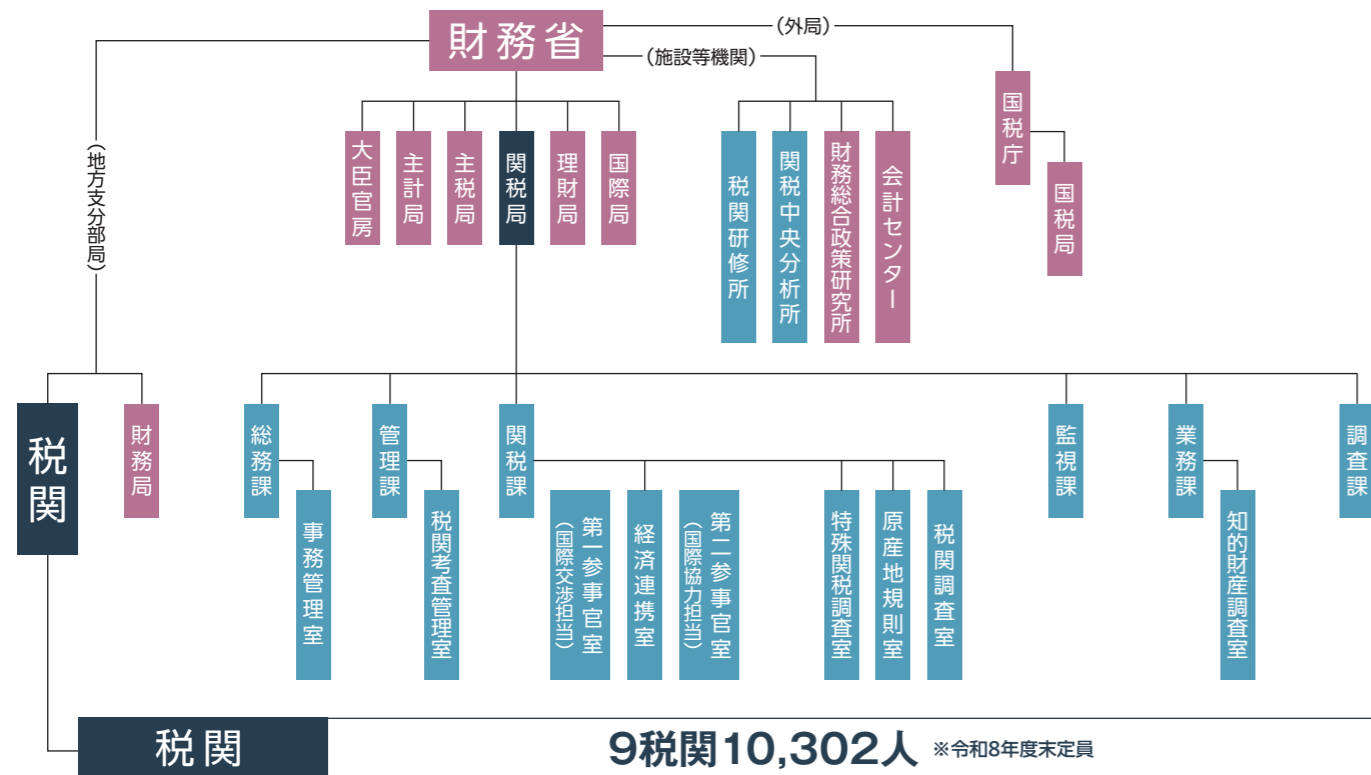 財務省
（外局）
（施設等機関）
（地方支分部局）
大臣官房
主計局
主税局
関税局
理財局
国際局
税関研修所
関税中央分析所
財務総合政策研究所
会計センター
国税庁
国税局
税関
財務局
総務課
事務管理室
管理課
税関考査管理室
関税課
第一参事官室
（国際交渉担当）
経済連携室
第二参事官室
（国際協力担当）
特殊関税調査室
原産地規則室
税関調査室
監視課
業務課
知的財産調査室
調査課
税関
9税関10,302人 ※令和8年度末定員